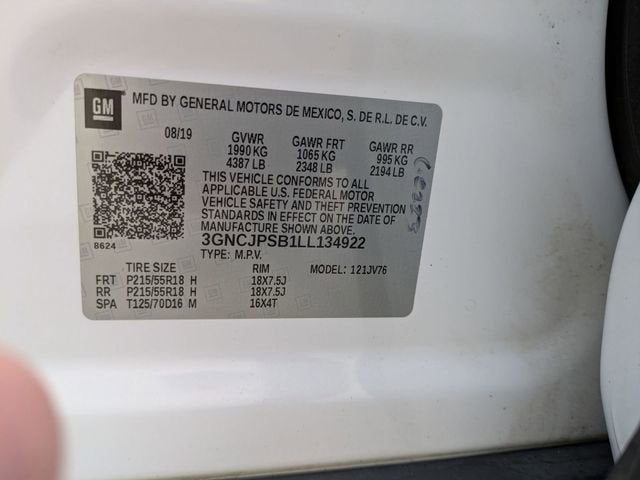 GM MFD BY GENERAL MOTORS DE MEXICO, S. DE R.L. DE C.V.
08/19 GVWR GAWR FRT GAWR RR
1990 KG 1065 KG 995 KG
4387 LB 2348 LB 2194 LB
THIS VEHICLE CONFORMS TO ALL
APPLICABLE U.S. FEDERAL MOTOR
VEHICLE SAFETY AND THEFT PREVENTION
STANDARDS IN EFFECT ON THE DATE OF
MANUFACTURE SHOWN ABOVE.
8624 3GNCJPSB1LL134922
TYPE: M.P.V.
TIRE SIZE RIM MODEL: 121JV76
FRT P215/55R18 H 18X7.5J
RR P215/55R18 H 18X7.5J
SPA T125/70D16 M 16X4T